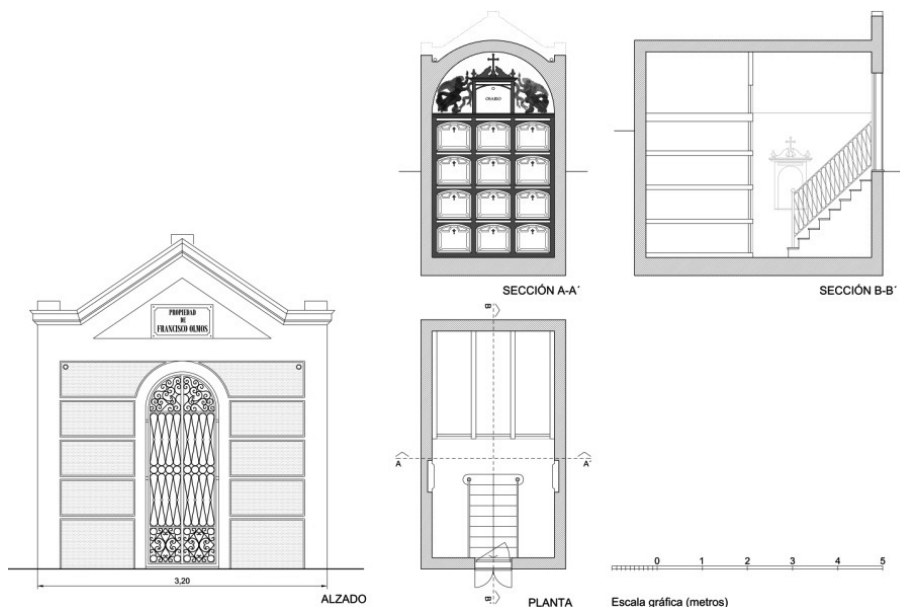 OSARIO
SECCIÓN A-A´
SECCIÓN B-B´
PROPIEDAD
DE
FRANCISCO OLMOS
3,20
ALZADO
B'
A
A'
B'
PLANTA
0 1 2 3 4 5
Escala gráfica (metros)